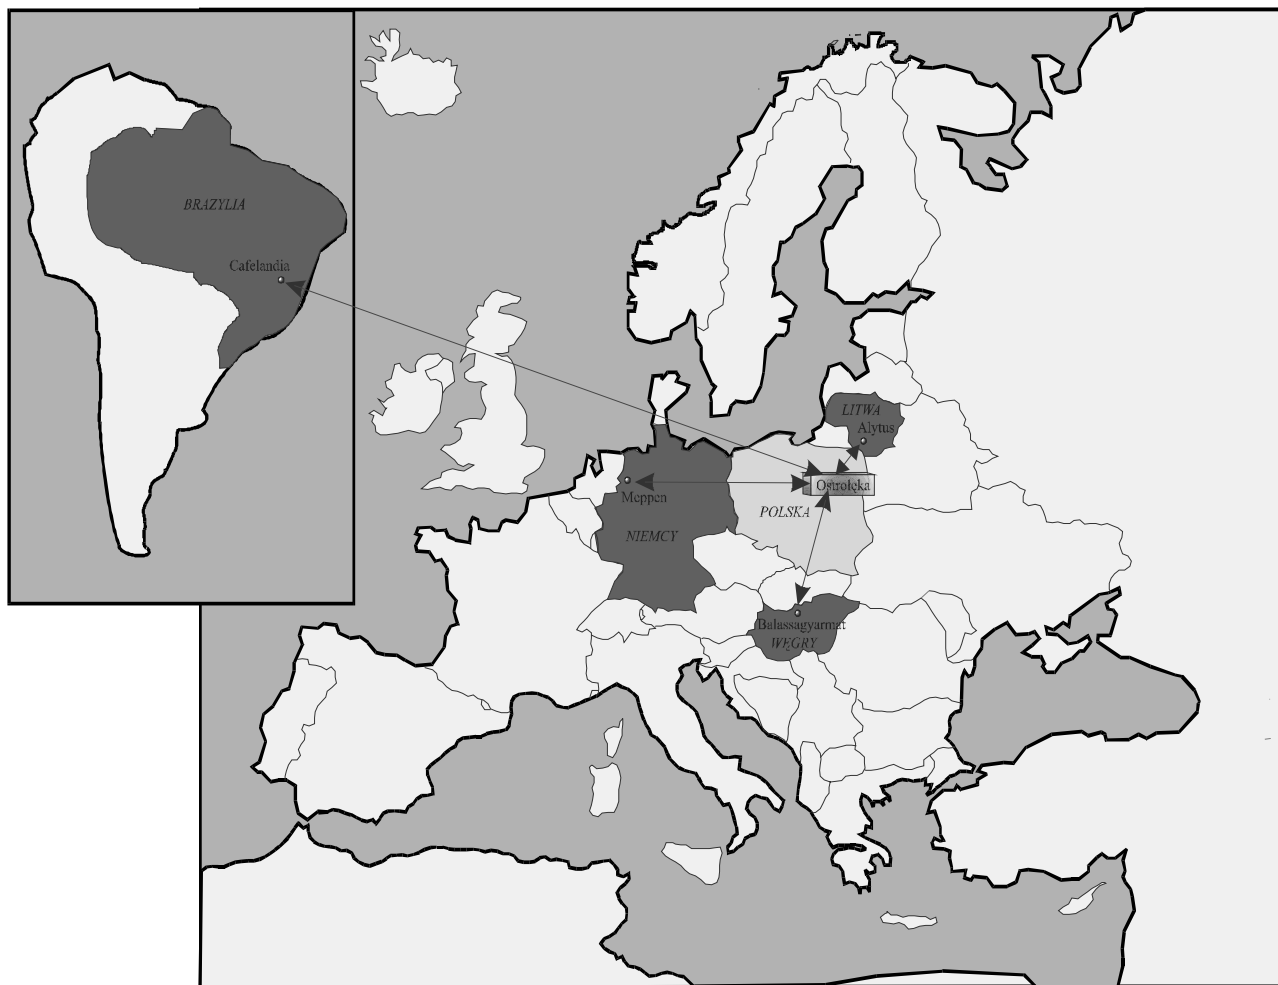 BRAZYLIA
Cafelandia
LITWA
Alytus
Ostrołęka
Meppen
POLSKA
NIEMCY
Balassagyarmat
WĘGRY